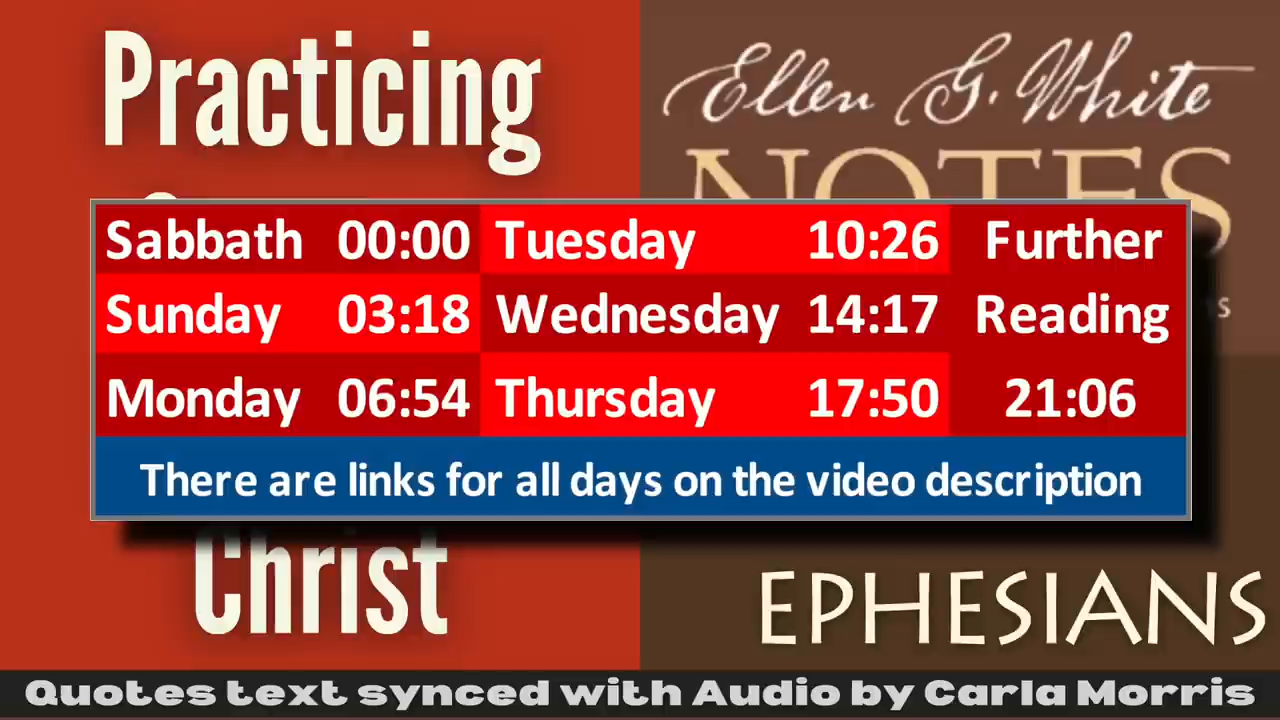 Practicing
Ellen G. White
NOTES
Sabbath 00:00 Tuesday 10:26 Further
Sunday 03:18 Wednesday 14:17 Reading
Monday 06:54 Thursday 17:50 21:06
There are links for all days on the video description
Christ
EPHESIANS
Quotes text synced with Audio by Carla Morris